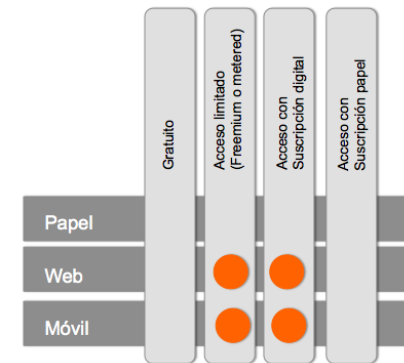 Gratuito
Acceso limitado
(Freemium o metered)
Acceso con
Suscripción digital
Acceso con
Suscripción papel
Papel
Web
Móvil